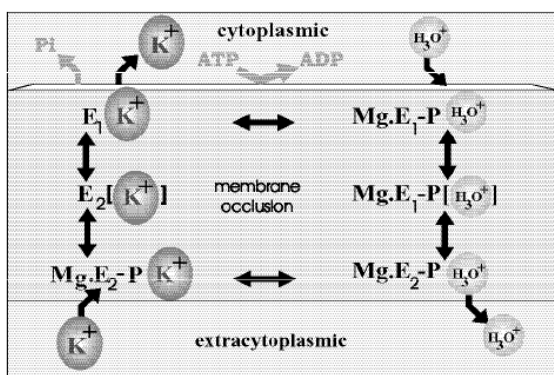 cytoplasmic
Pi
K+
ATP
ADP
H3O+
E1 K+
Mg.E1-P H3O+
E2[K+]
membrane
occlusion
Mg.E1-P[H3O+]
Mg.E2-P K+
Mg.E2-P H3O+
K+
extracytoplasmic
H3O+